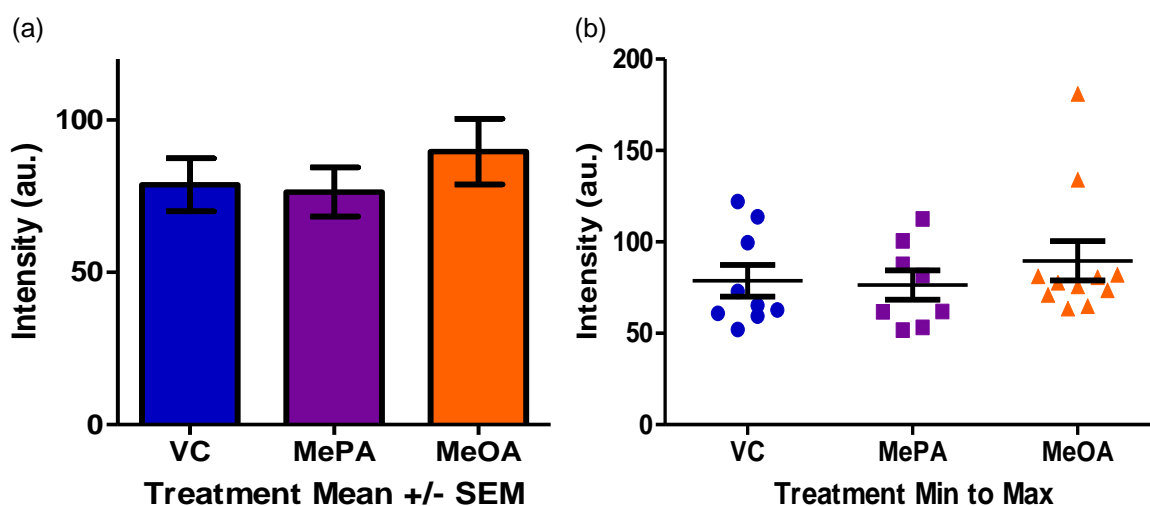 (a)
Intensity (au.)
100
50
0
VC MePA MeOA
Treatment Mean +/- SEM
(b)
Intensity (au.)
200
150
100
50
0
VC MePA MeOA
Treatment Min to Max